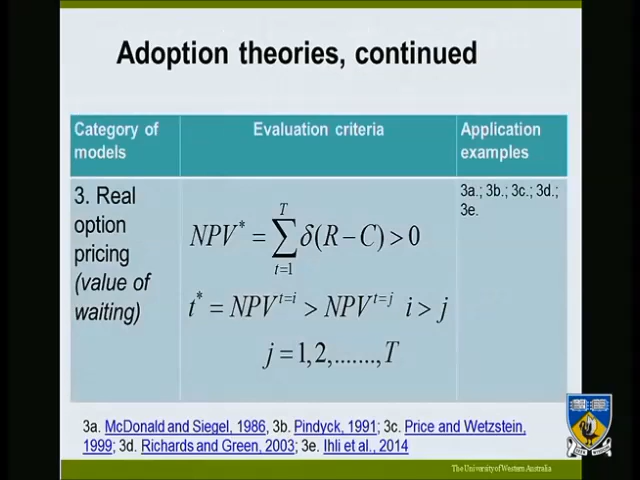 Adoption theories, continued
Category of models
Evaluation criteria
Application examples
3. Real option pricing (value of waiting)
NPV* = ∑_{t=1}^{T} δ(R − C) > 0
t* = NPV^{t=i} > NPV^{t=j}  i > j
j = 1,2,.......,T
3a.; 3b.; 3c.; 3d.;
3e.
3a. McDonald and Siegel, 1986, 3b. Pindyck, 1991; 3c. Price and Wetzstein,
1999; 3d. Richards and Green, 2003; 3e. Ihli et al., 2014
The University of Western Australia